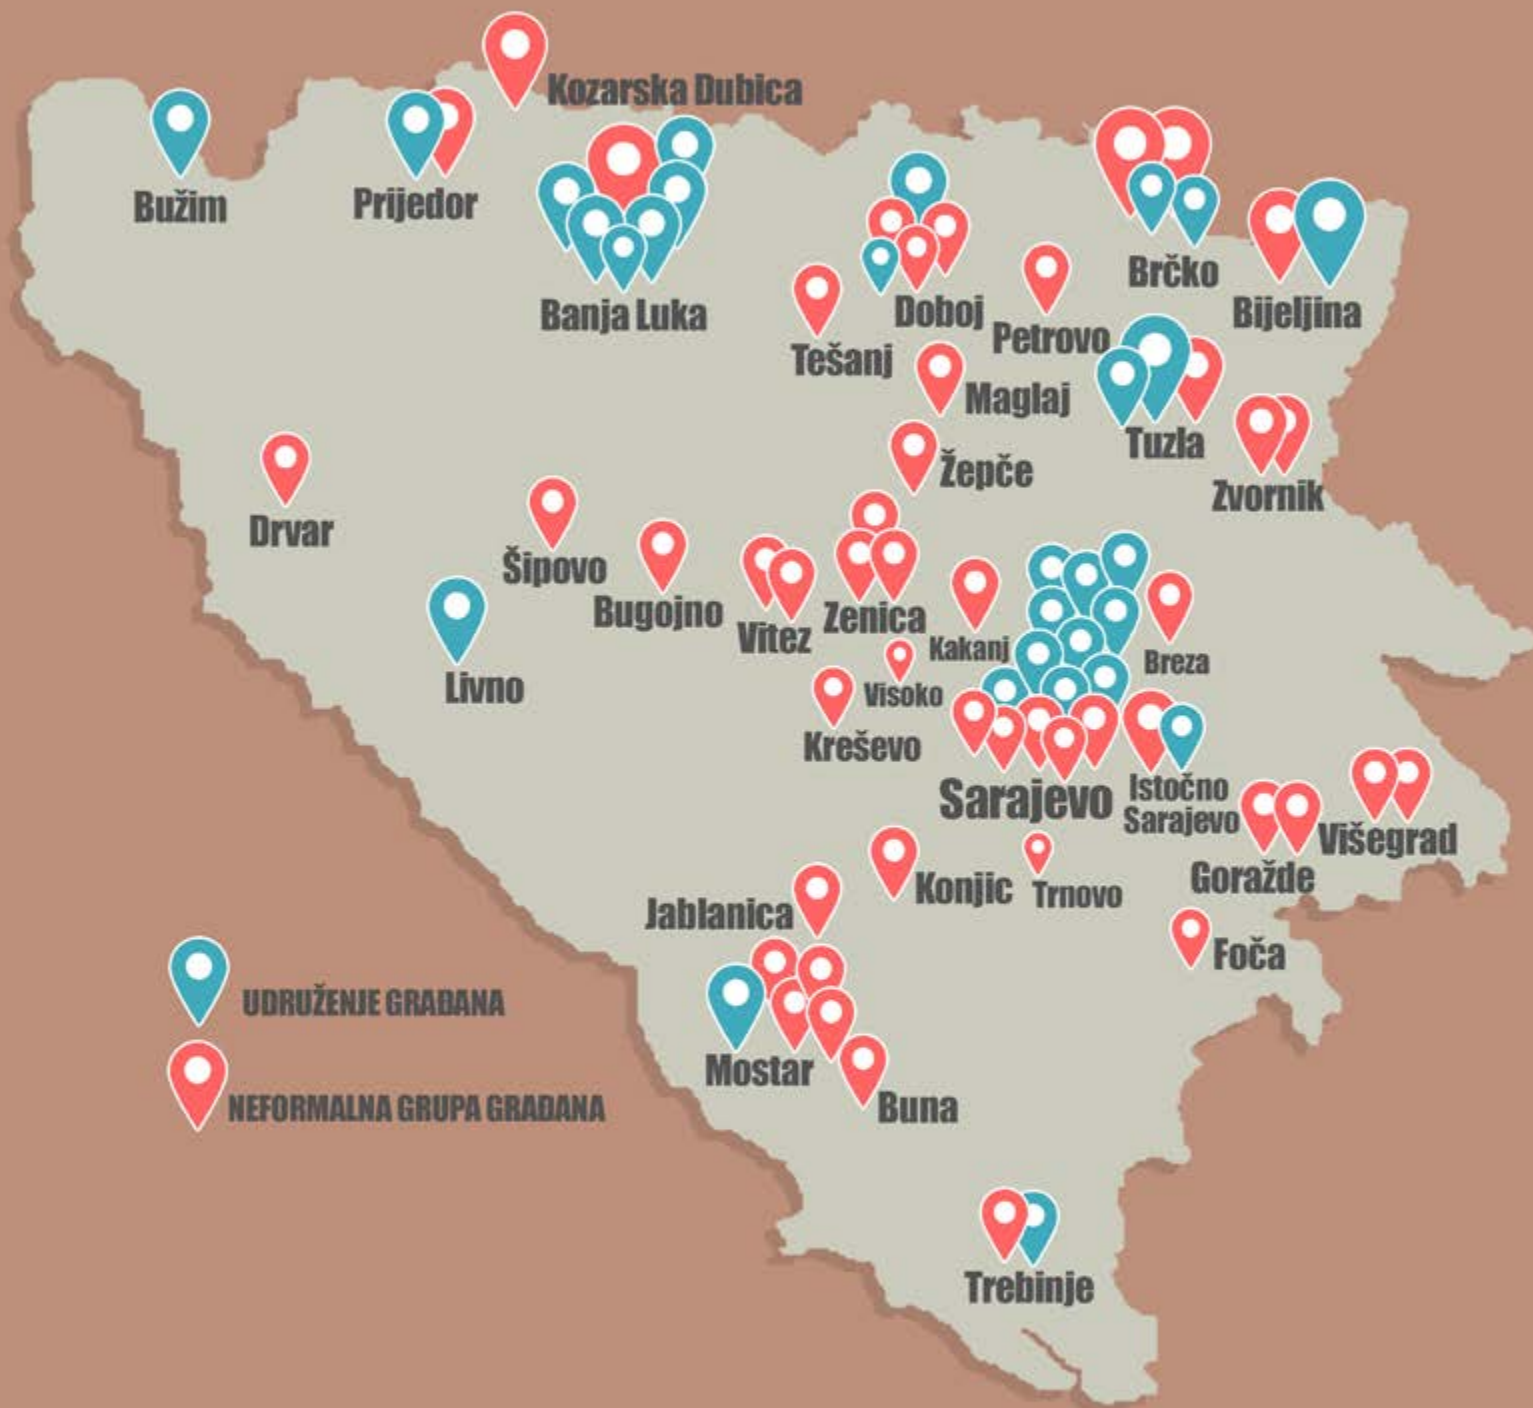 Kozarska Dubica
Bužim
Prijedor
Banja Luka
Tešanj
Doboj
Petrovo
Brčko
Bijeljina
Maglaj
Tuzla
Žepče
Zvornik
Drvar
Šipovo
Bugojno
Vitez
Zenica
Kakanj
Breza
Livno
Visoko
Kreševo
Sarajevo
Istočno
Sarajevo
Višegrad
Goražde
Konjic
Trnovo
Jablanica
Foča
UDRUŽENJE GRAĐANA
Mostar
NEFORMALNA GRUPA GRAĐANA
Buna
Trebinje